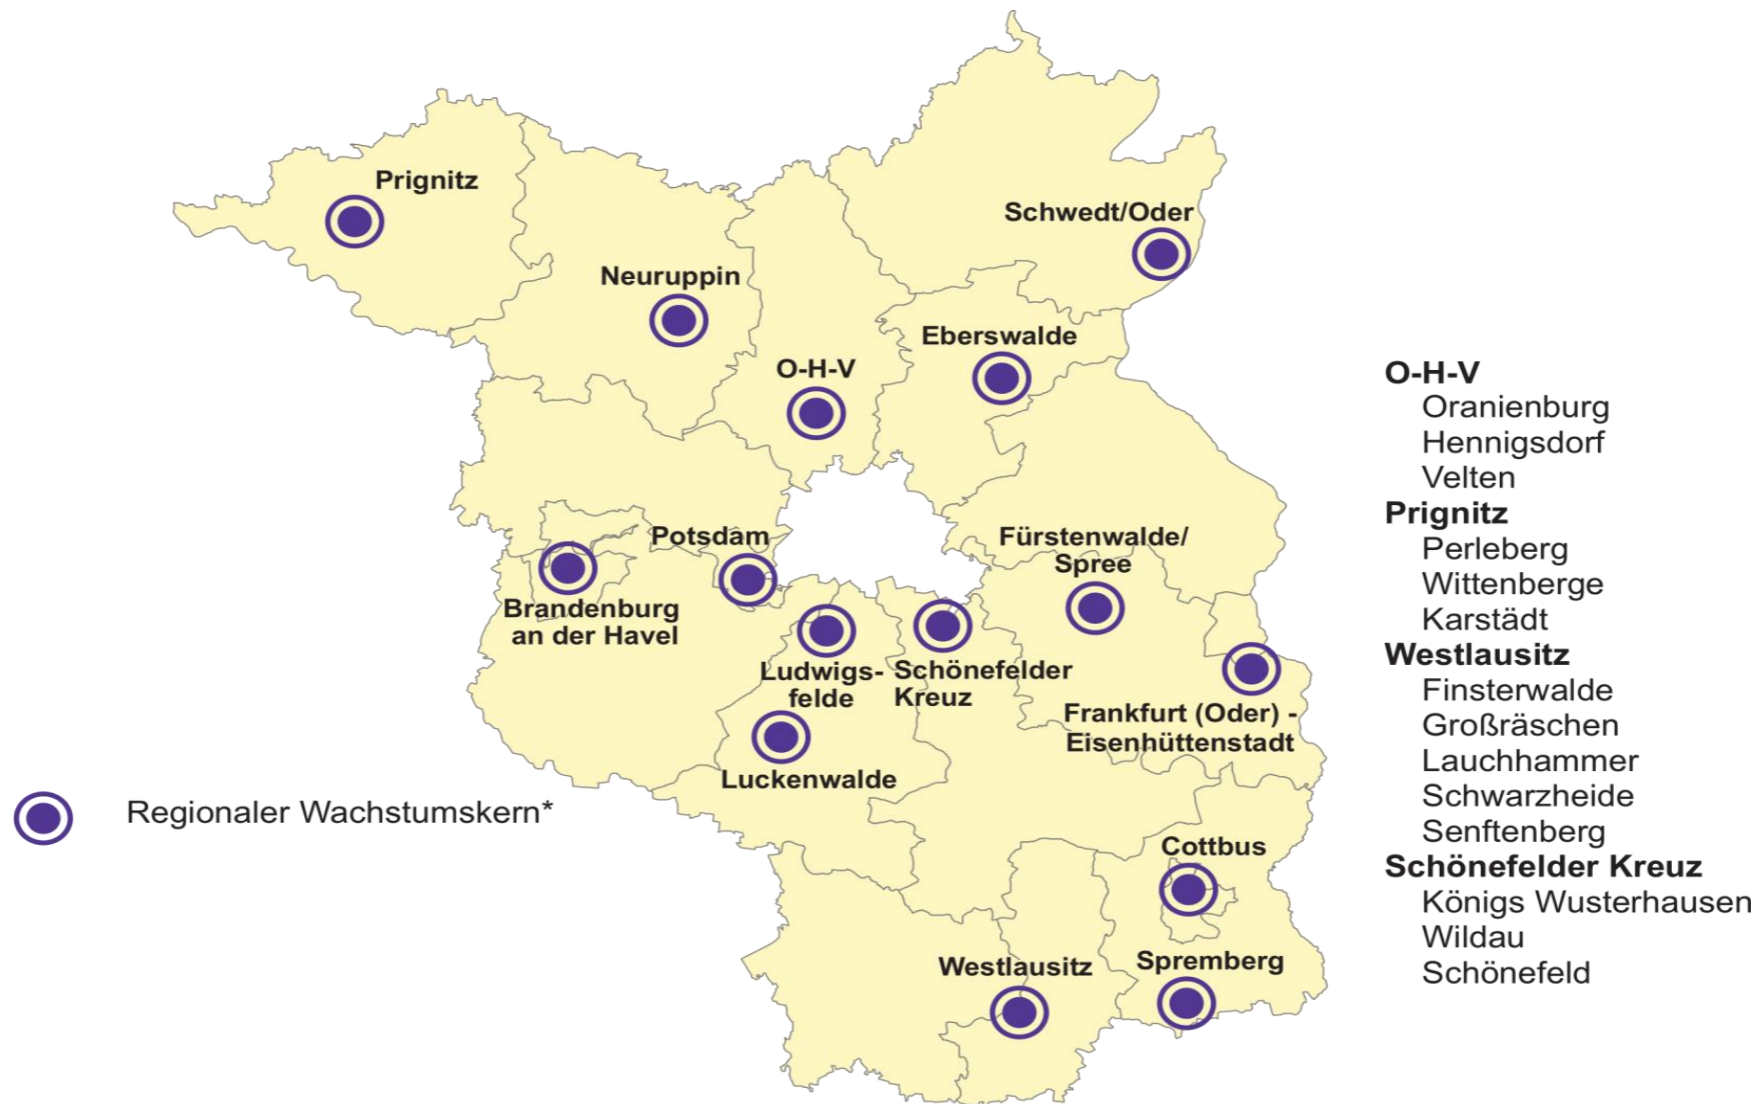 Prignitz
Schwedt/Oder
Neuruppin
Eberswalde
O-H-V
Potsdam
Fürstenwalde/
Spree
Brandenburg
an der Havel
Ludwigs-
felde
Schönefelder
Kreuz
Frankfurt (Oder) -
Eisenhüttenstadt
Luckenwalde
Cottbus
Westlausitz
Spremberg
Regionaler Wachstumskern*
O-H-V
Oranienburg
Hennigsdorf
Velten
Prignitz
Perleberg
Wittenberge
Karstädt
Westlausitz
Finsterwalde
Großräschen
Lauchhammer
Schwarzheide
Senftenberg
Schönefelder Kreuz
Königs Wusterhausen
Wildau
Schönefeld